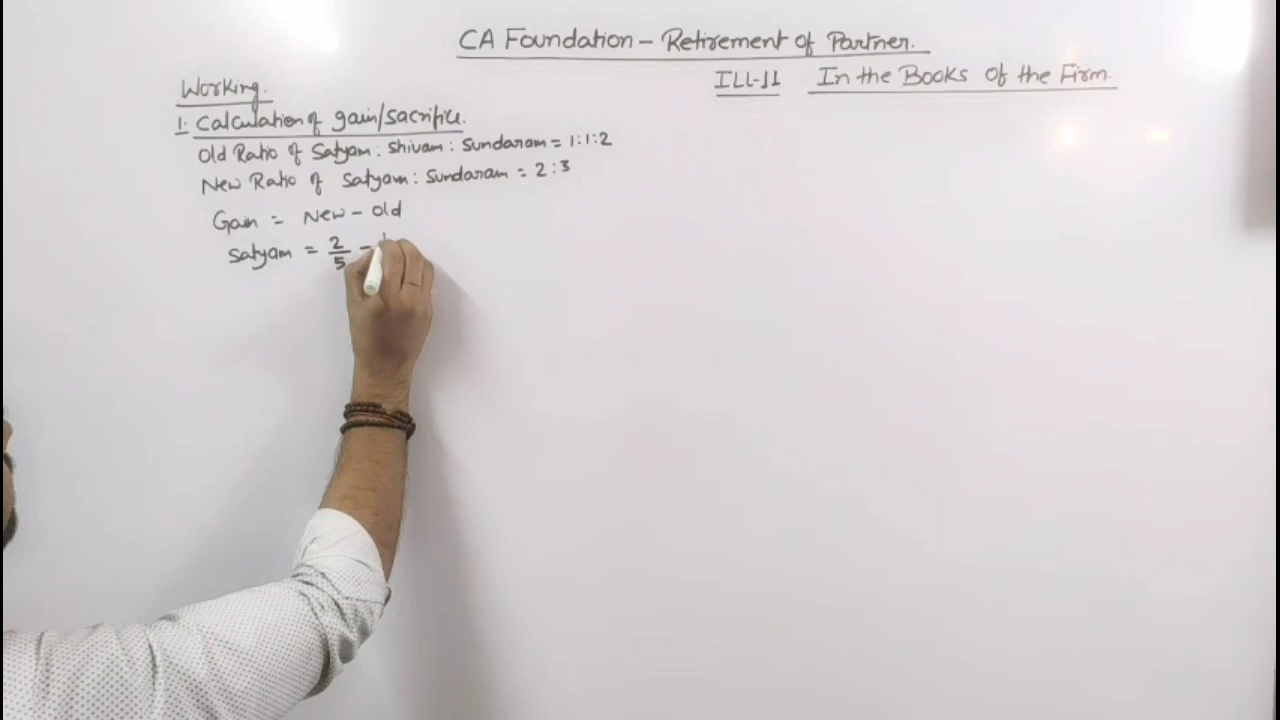 CA Foundation - Retirement of Partner.
ILL-11 In the Books of the Firm.
Working.
1. Calculation of gain/sacrifice.
Old Ratio of Satyam : Shivam : Sundaram = 1:1:2
New Ratio of Satyam : Sundaram = 2:3
Gain = New - Old
Satyam = 2/5 -